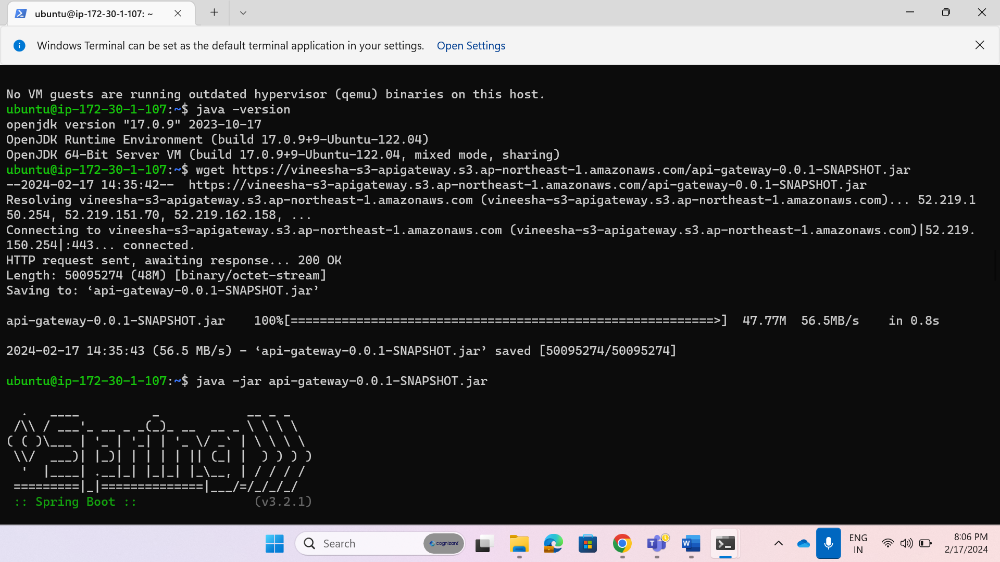 ubuntu@ip-172-30-1-107: ~
Windows Terminal can be set as the default terminal application in your settings. Open Settings
No VM guests are running outdated hypervisor (qemu) binaries on this host.
ubuntu@ip-172-30-1-107:~$ java -version
openjdk version "17.0.9" 2023-10-17
OpenJDK Runtime Environment (build 17.0.9+9-Ubuntu-122.04)
OpenJDK 64-Bit Server VM (build 17.0.9+9-Ubuntu-122.04, mixed mode, sharing)
ubuntu@ip-172-30-1-107:~$ wget https://vineesha-s3-apigateway.s3.ap-northeast-1.amazonaws.com/api-gateway-0.0.1-SNAPSHOT.jar
--2024-02-17 14:35:42--  https://vineesha-s3-apigateway.s3.ap-northeast-1.amazonaws.com/api-gateway-0.0.1-SNAPSHOT.jar
Resolving vineesha-s3-apigateway.s3.ap-northeast-1.amazonaws.com (vineesha-s3-apigateway.s3.ap-northeast-1.amazonaws.com)... 52.219.1
50.254, 52.219.151.70, 52.219.162.158, ...
Connecting to vineesha-s3-apigateway.s3.ap-northeast-1.amazonaws.com (vineesha-s3-apigateway.s3.ap-northeast-1.amazonaws.com)|52.219.
150.254|:443... connected.
HTTP request sent, awaiting response... 200 OK
Length: 50095274 (48M) [binary/octet-stream]
Saving to: ‘api-gateway-0.0.1-SNAPSHOT.jar’
api-gateway-0.0.1-SNAPSHOT.jar    100%[==========================================================>]  47.77M  56.5MB/s    in 0.8s
2024-02-17 14:35:43 (56.5 MB/s) - ‘api-gateway-0.0.1-SNAPSHOT.jar’ saved [50095274/50095274]
ubuntu@ip-172-30-1-107:~$ java -jar api-gateway-0.0.1-SNAPSHOT.jar
  .   ____          _            __ _ _
 /\\ / ___'_ __ _ _(_)_ __  __ _ \ \ \ \
( ( )\___ | '_ | '_| | '_ \/ _` | \ \ \ \
 \\/  ___)| |_)| | | | | || (_| |  ) ) ) )
  '  |____| .__|_| |_|_| |_\__, | / / / /
 =========|_|==============|___/=/_/_/_/
 :: Spring Boot ::                (v3.2.1)
Search cognizant
ENG
IN
8:06 PM
2/17/2024